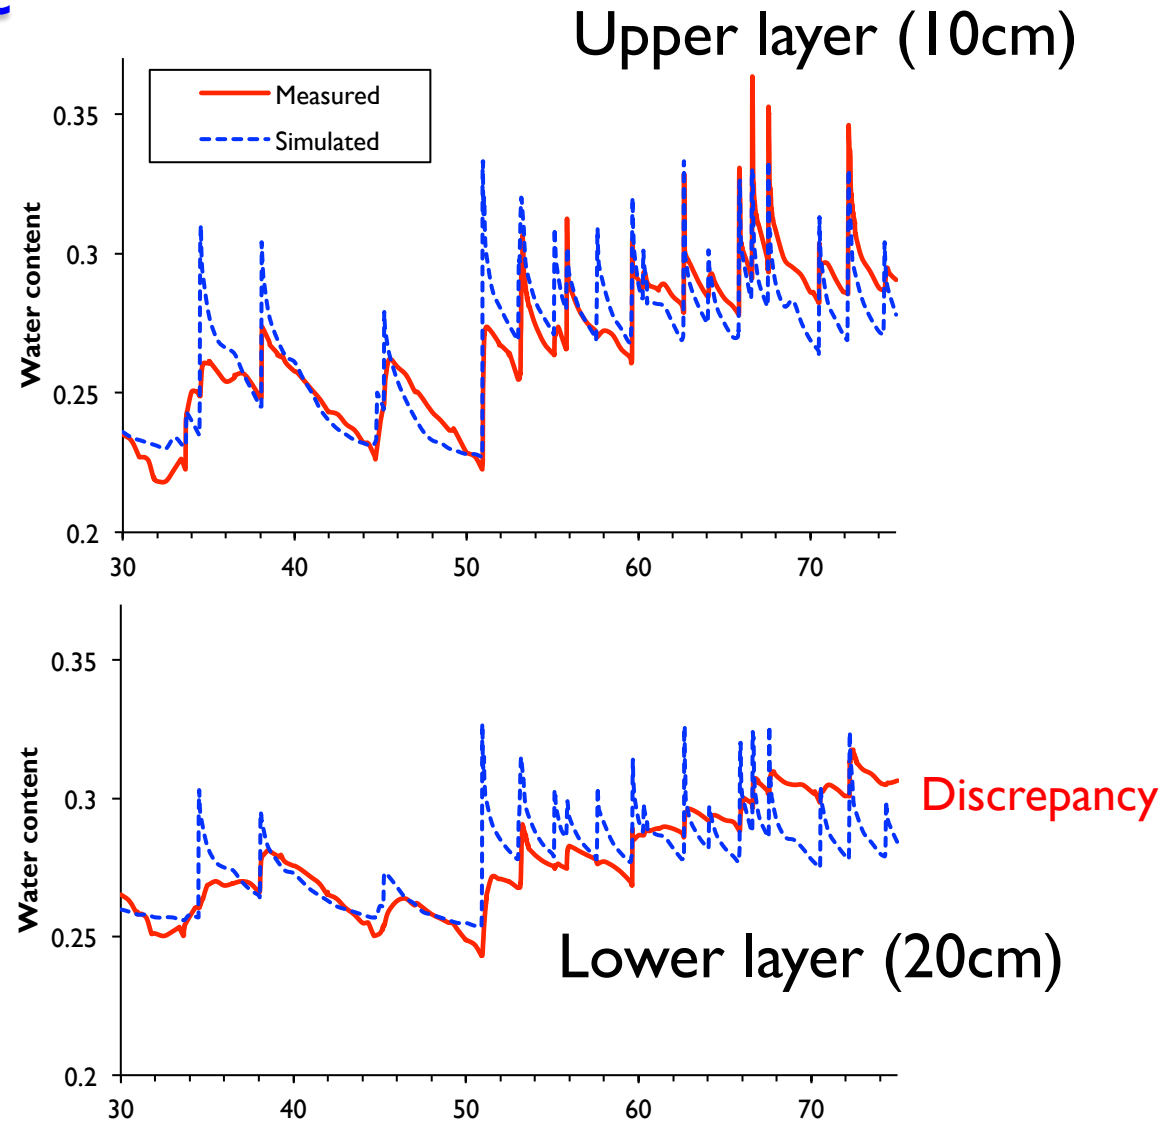 Upper layer (10cm)
Measured
Simulated
Water content
0.35
0.3
0.25
0.2
30 40 50 60 70
Water content
0.35
0.3
0.25
0.2
Discrepancy
Lower layer (20cm)
30 40 50 60 70